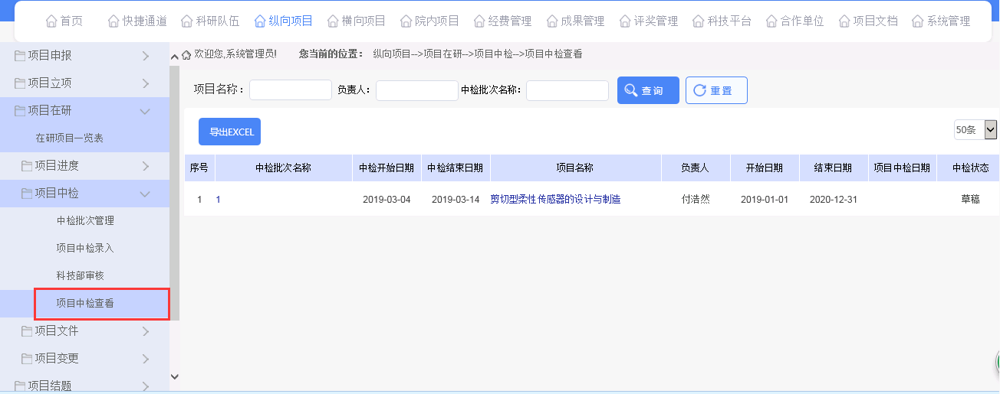 首页 快捷通道 科研队伍 纵向项目 横向项目 院内项目 经费管理 成果管理 评奖管理 科技平台 合作单位 项目文档 系统管理
欢迎您,系统管理员! 您当前的位置: 纵向项目-->项目在研-->项目中检-->项目中检查看
项目申报
项目立项
项目在研
在研项目一览表
项目进度
项目中检
中检批次管理
项目中检录入
科技部审核
项目中检查看
项目文件
项目变更
项目结题
项目名称: 负责人: 中检批次名称: 查询 重置
导出EXCEL 50条
序号 中检批次名称 中检开始日期 中检结束日期 项目名称 负责人 开始日期 结束日期 项目中检日期 中检状态
1 1 2019-03-04 2019-03-14 剪切型柔性传感器的设计与制造 付浩然 2019-01-01 2020-12-31 草稿